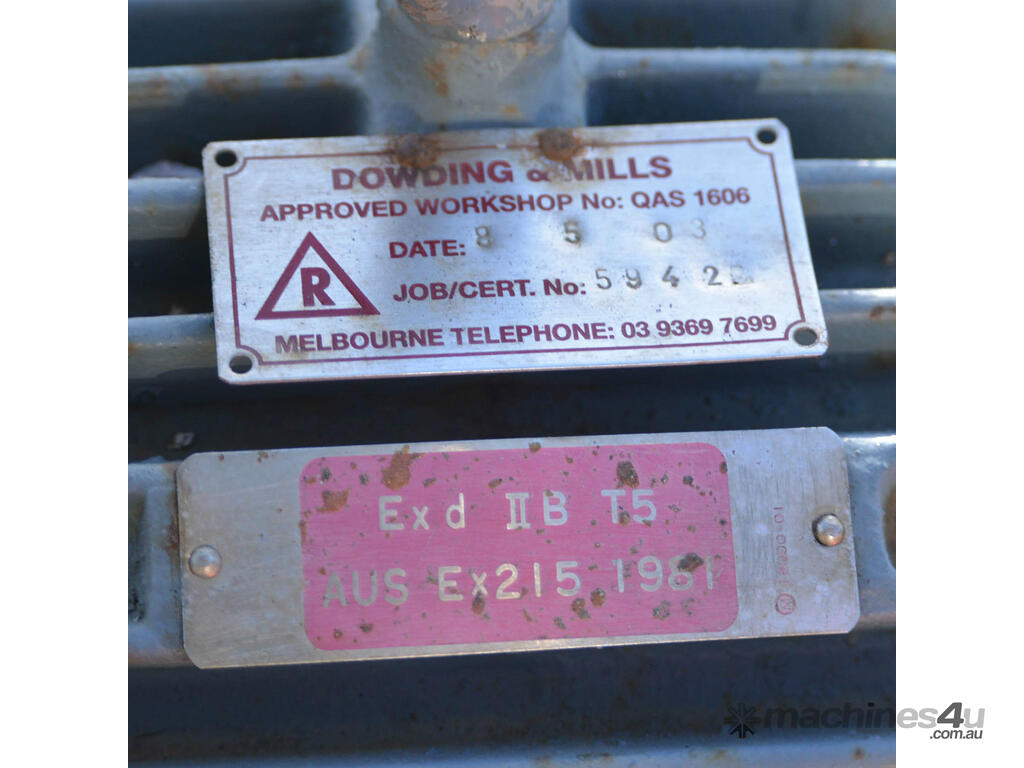 DOWDING & MILLS
APPROVED WORKSHOP No: QAS 1606
DATE: 8 5 03
R
JOB/CERT. No:
MELBOURNE TELEPHONE: 03 9369 7699
Exd IIB T5
AUS Ex215 1981
machines4u
.com.au